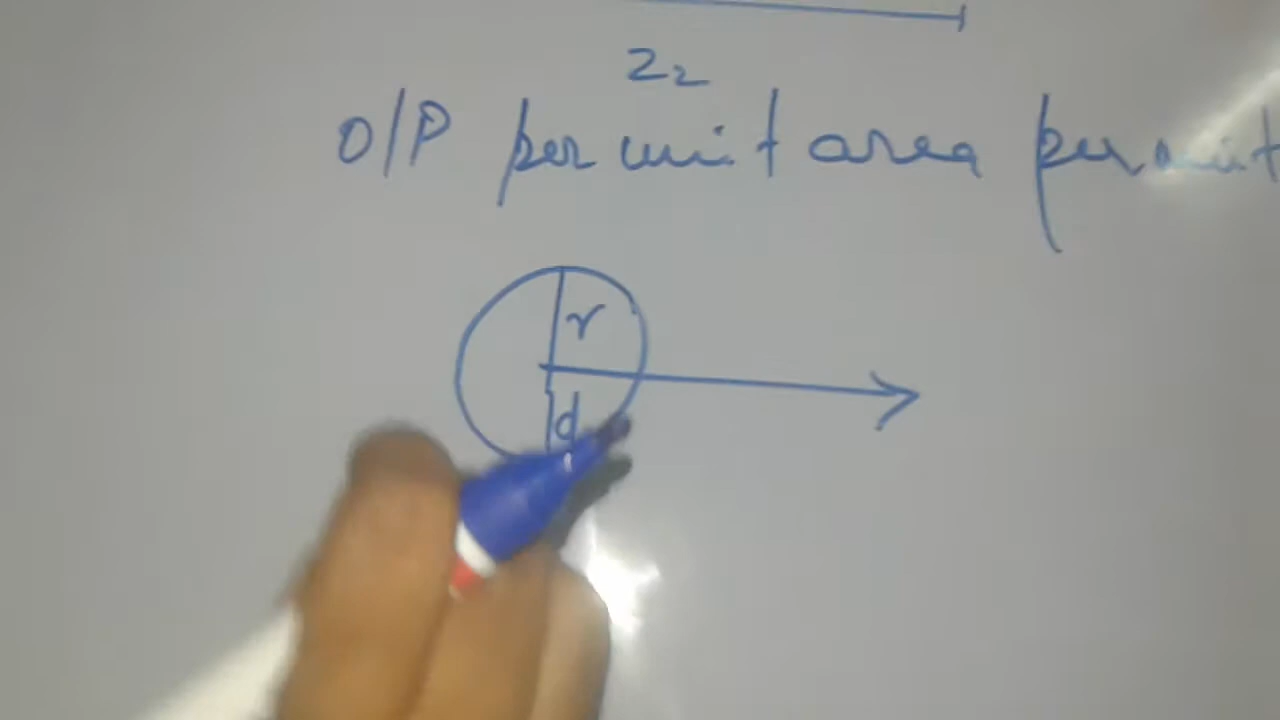 z₂
O/P per unit area per unit
r
d